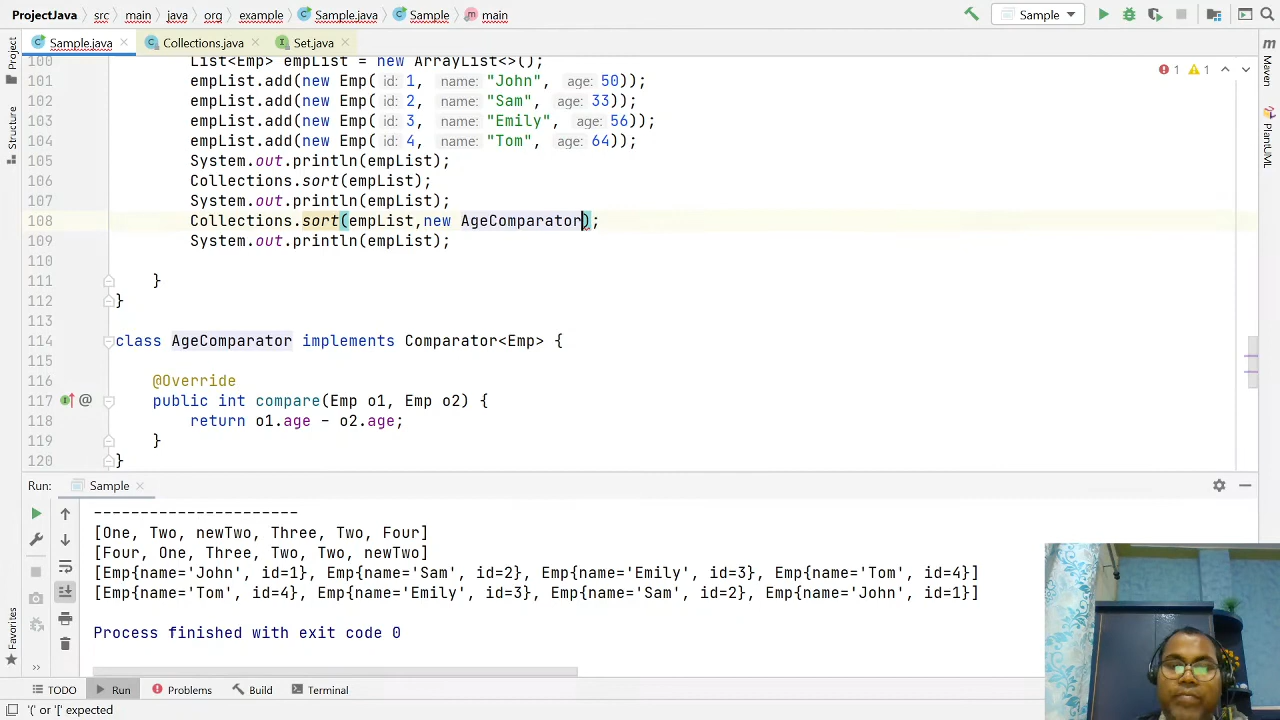 ProjectJava src main java org example Sample.java Sample main Sample
Sample.java Collections.java Set.java
Project
Structure
Favorites
Maven
PlantUML
1 1
100 List<Emp> empList = new ArrayList<>();
101 empList.add(new Emp( id: 1, name: "John", age: 50));
102 empList.add(new Emp( id: 2, name: "Sam", age: 33));
103 empList.add(new Emp( id: 3, name: "Emily", age: 56));
104 empList.add(new Emp( id: 4, name: "Tom", age: 64));
105 System.out.println(empList);
106 Collections.sort(empList);
107 System.out.println(empList);
108 Collections.sort(empList,new AgeComparator);
109 System.out.println(empList);
110
111 }
112 }
113
114 class AgeComparator implements Comparator<Emp> {
115
116 @Override
117 @ public int compare(Emp o1, Emp o2) {
118 return o1.age - o2.age;
119 }
120 }
Run: Sample
----------------------
[One, Two, newTwo, Three, Two, Four]
[Four, One, Three, Two, Two, newTwo]
[Emp{name='John', id=1}, Emp{name='Sam', id=2}, Emp{name='Emily', id=3}, Emp{name='Tom', id=4}]
[Emp{name='Tom', id=4}, Emp{name='Emily', id=3}, Emp{name='Sam', id=2}, Emp{name='John', id=1}]
Process finished with exit code 0
TODO Run Problems Build Terminal
'(' or '[' expected